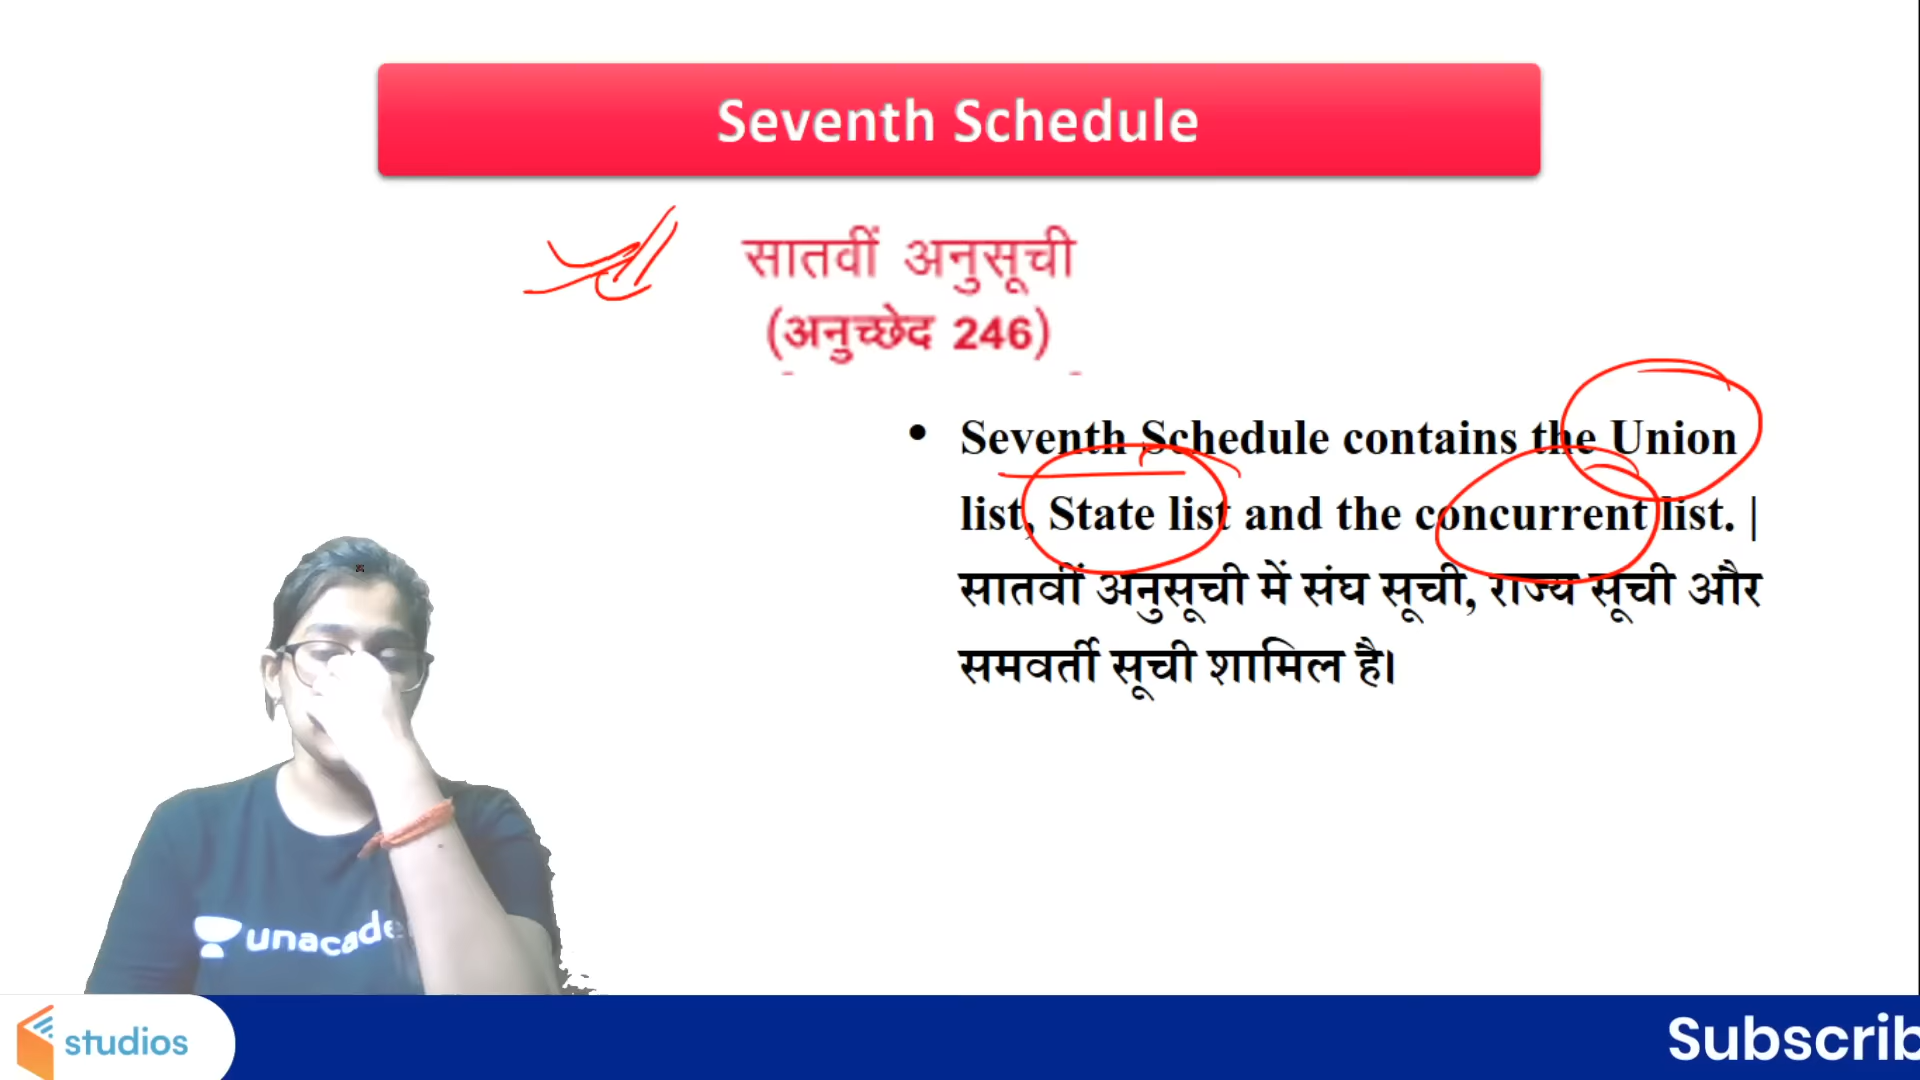 Seventh Schedule
सातवीं अनुसूची
(अनुच्छेद 246)
• Seventh Schedule contains the Union
list, State list and the concurrent list. |
सातवीं अनुसूची में संघ सूची, राज्य सूची और
समवर्ती सूची शामिल है।
unacade
studios
Subscrib